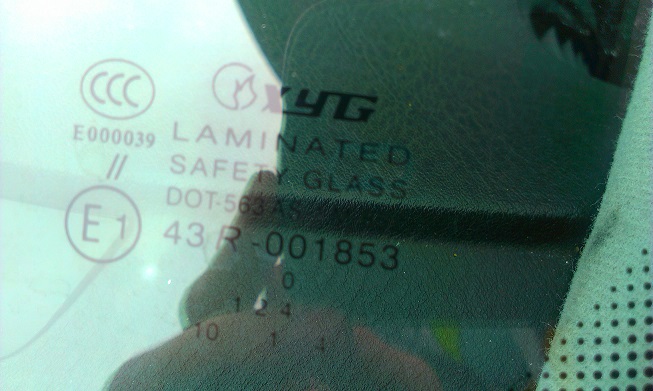 CCC XYG
E000039 LAMINATED
// SAFETY GLASS
DOT-563 AS
E1 43 R-001853
0
1 2 4
10 1 4